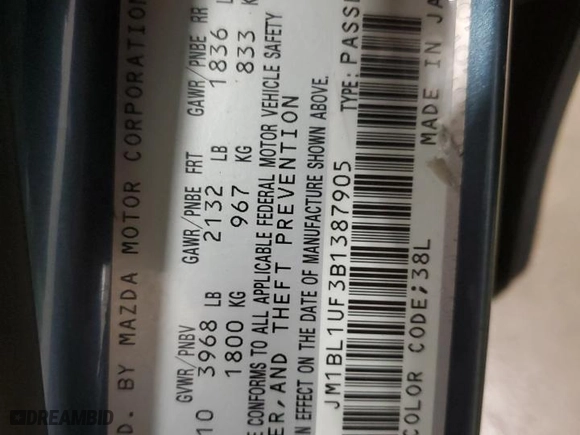 D. BY MAZDA MOTOR CORPORATION
GVWR/PNBV GAWR/PNBE FRT GAWR/PNBE RR
10 3968 LB 2132 LB 1836 L
1800 KG 967 KG 833 K
E CONFORMS TO ALL APPLICABLE FEDERAL MOTOR VEHICLE SAFETY
ER, AND THEFT PREVENTION
IN EFFECT ON THE DATE OF MANUFACTURE SHOWN ABOVE.
JM1BL1UF3B1387905 TYPE: PASSE
COLOR CODE;38L MADE IN JA
DREAMBID